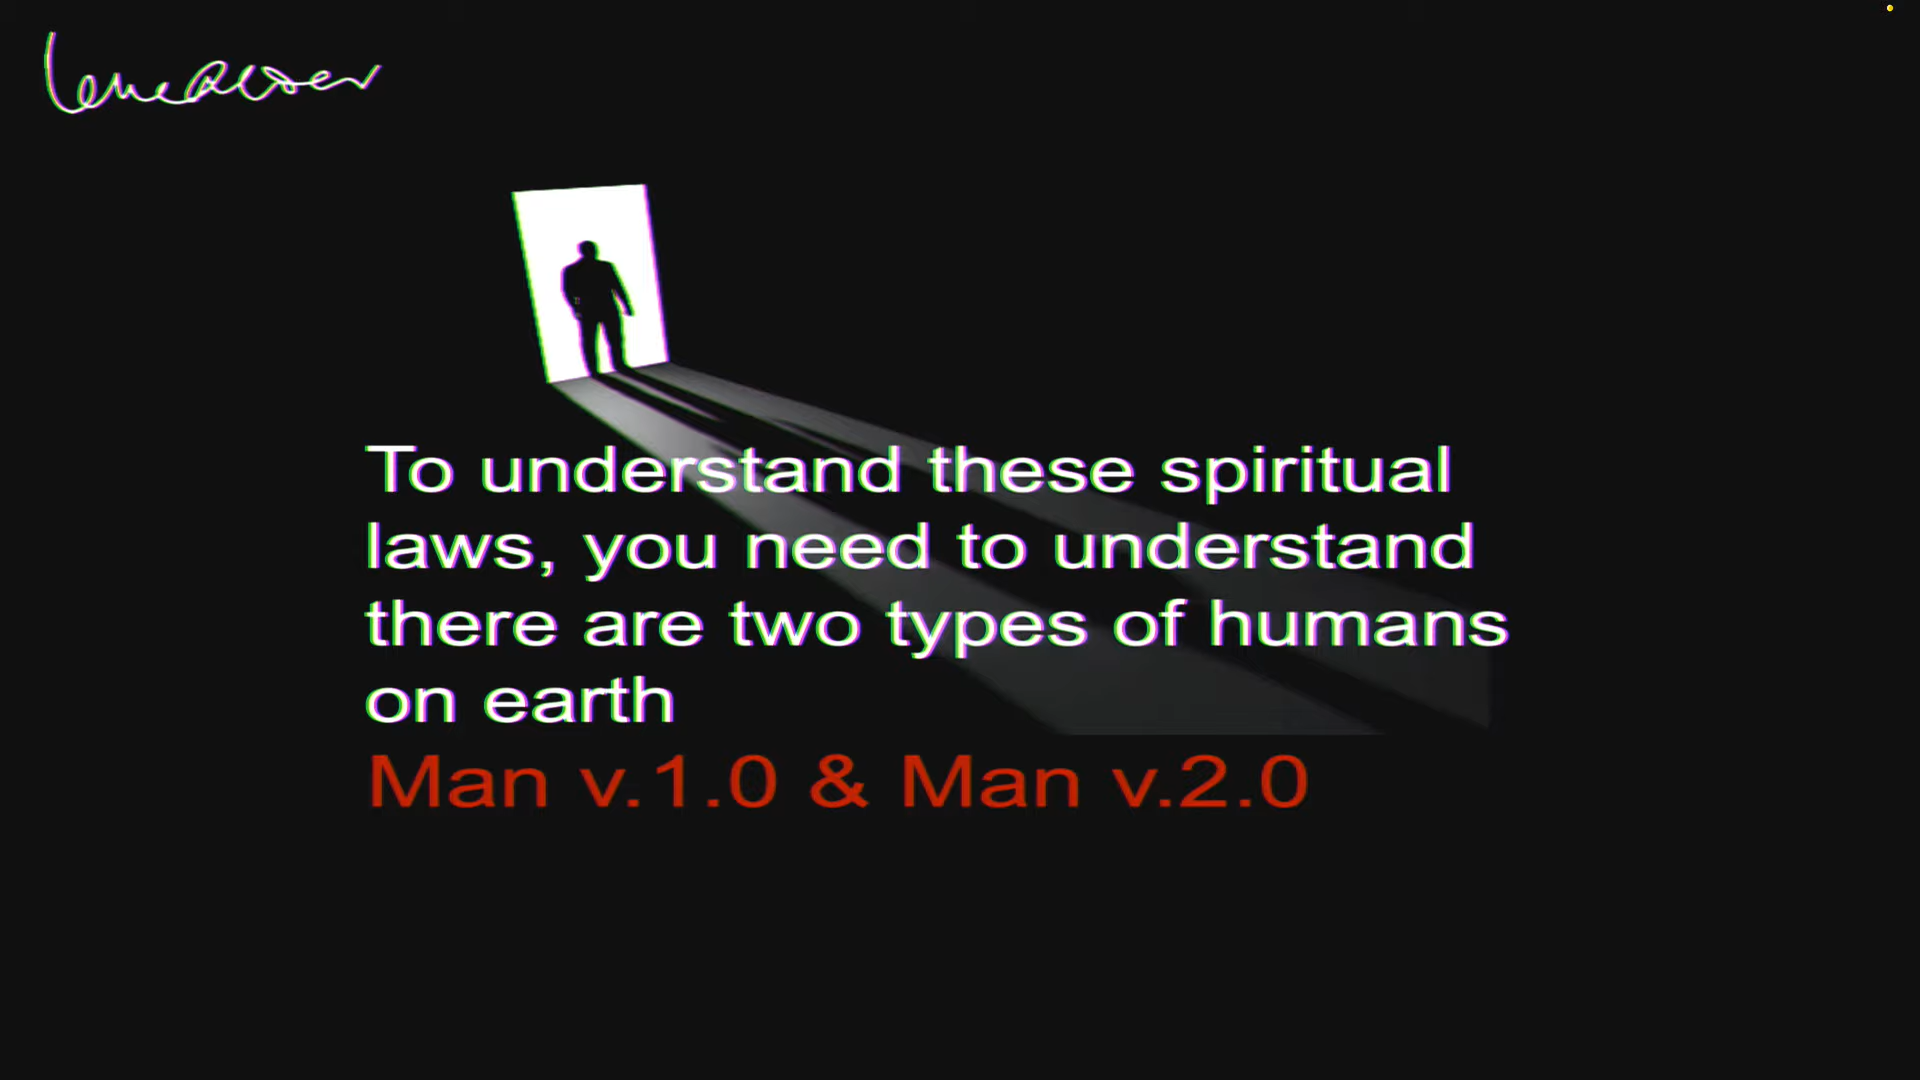 To understand these spiritual
laws, you need to understand
there are two types of humans
on earth
Man v.1.0 & Man v.2.0